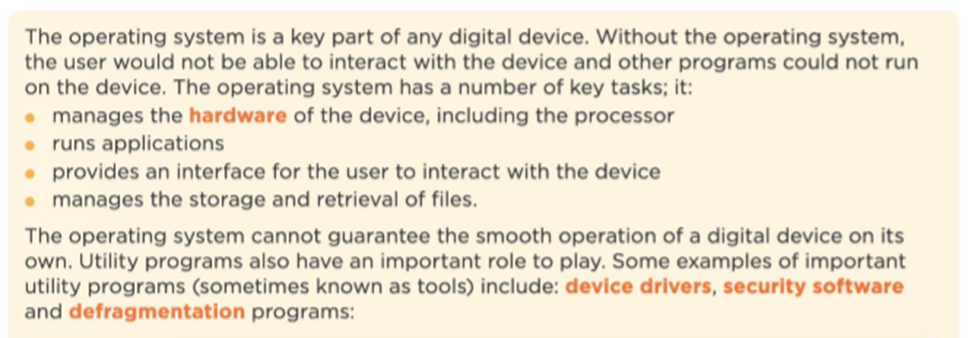 The operating system is a key part of any digital device. Without the operating system,
the user would not be able to interact with the device and other programs could not run
on the device. The operating system has a number of key tasks; it:
• manages the hardware of the device, including the processor
• runs applications
• provides an interface for the user to interact with the device
• manages the storage and retrieval of files.
The operating system cannot guarantee the smooth operation of a digital device on its
own. Utility programs also have an important role to play. Some examples of important
utility programs (sometimes known as tools) include: device drivers, security software
and defragmentation programs: